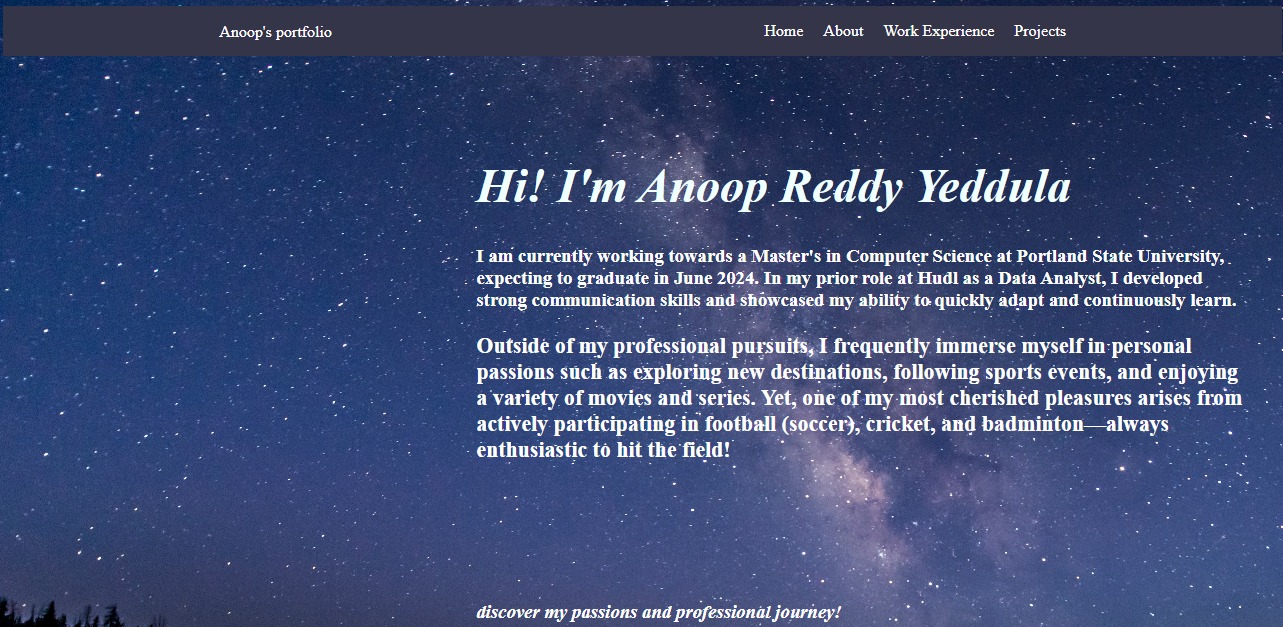 Anoop's portfolio
Home About Work Experience Projects
Hi! I'm Anoop Reddy Yeddula
I am currently working towards a Master's in Computer Science at Portland State University,
expecting to graduate in June 2024. In my prior role at Hudl as a Data Analyst, I developed
strong communication skills and showcased my ability to quickly adapt and continuously learn.
Outside of my professional pursuits, I frequently immerse myself in personal
passions such as exploring new destinations, following sports events, and enjoying
a variety of movies and series. Yet, one of my most cherished pleasures arises from
actively participating in football (soccer), cricket, and badminton—always
enthusiastic to hit the field!
discover my passions and professional journey!